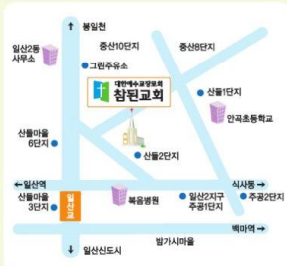 ↑ 봉일천
일산2동
사무소
중산10단지
중산8단지
그린주유소
대한예수교장로회
참된교회
산들1단지
안곡초등학교
산들마을
6단지
산들2단지
←일산역
식사동→
산들마을
3단지
일산교
복음병원
일산2지구
주공1단지
주공2단지
백마역→
밤가시마을
↓ 일산신도시